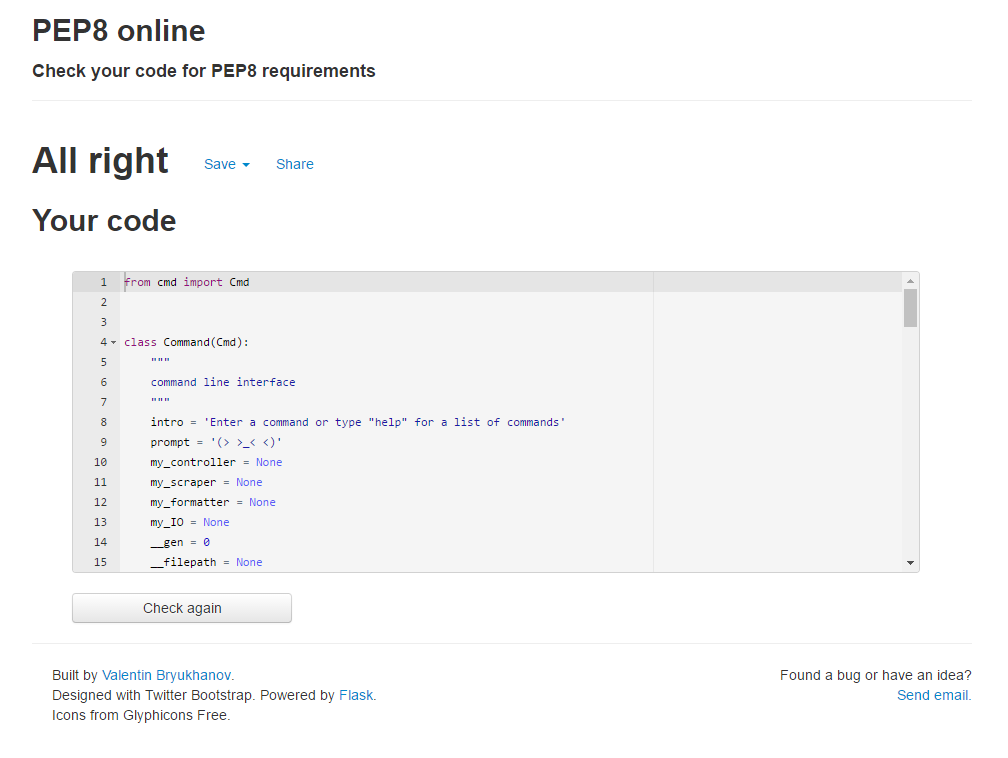 PEP8 online
Check your code for PEP8 requirements
All right Save Share
Your code
1 from cmd import Cmd
2
3
4 class Command(Cmd):
5 """
6 command line interface
7 """
8 intro = 'Enter a command or type "help" for a list of commands'
9 prompt = '(> >_< <)'
10 my_controller = None
11 my_scraper = None
12 my_formatter = None
13 my_IO = None
14 __gen = 0
15 __filepath = None
Check again
Built by Valentin Bryukhanov.
Designed with Twitter Bootstrap. Powered by Flask.
Icons from Glyphicons Free.
Found a bug or have an idea?
Send email.